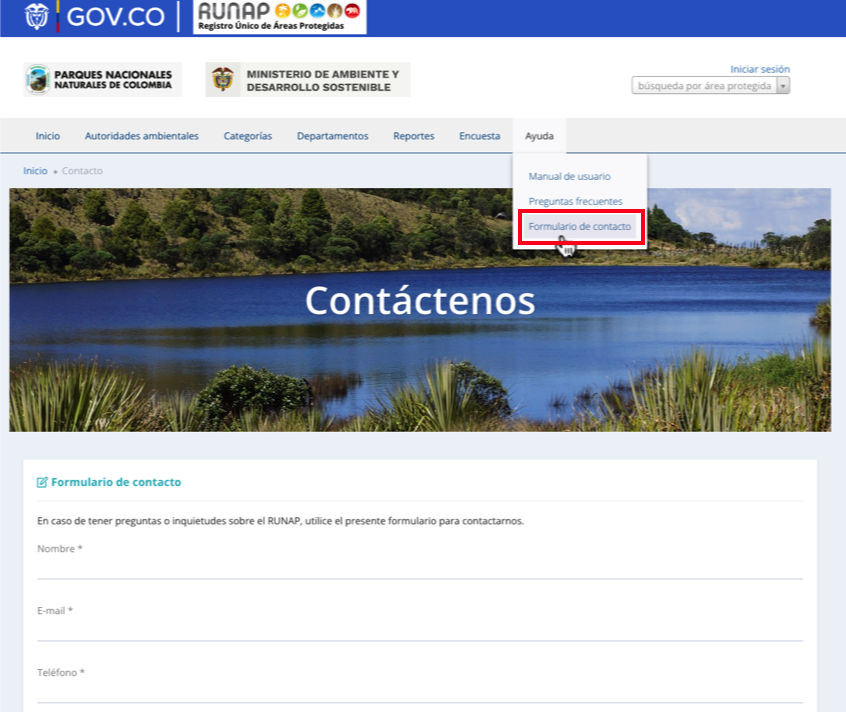 GOV.CO
RUNAP
Registro Único de Áreas Protegidas
PARQUES NACIONALES
NATURALES DE COLOMBIA
MINISTERIO DE AMBIENTE Y
DESARROLLO SOSTENIBLE
Iniciar sesión
búsqueda por área protegida
Inicio Autoridades ambientales Categorías Departamentos Reportes Encuesta Ayuda
Manual de usuario
Preguntas frecuentes
Formulario de contacto
Inicio • Contacto
Contáctenos
Formulario de contacto
En caso de tener preguntas o inquietudes sobre el RUNAP, utilice el presente formulario para contactarnos.
Nombre *
E-mail *
Teléfono *